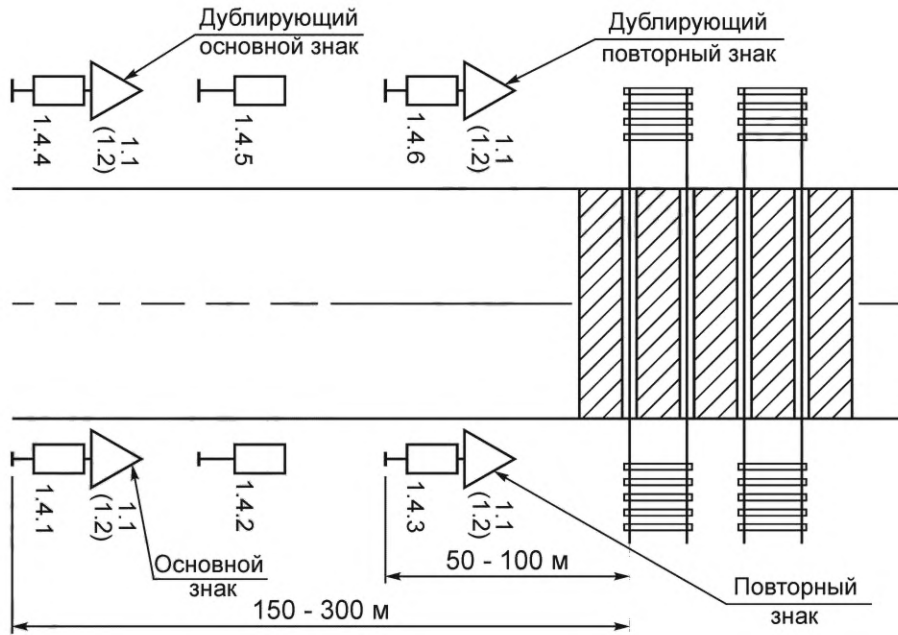 Дублирующий
основной знак
Дублирующий
повторный знак
1.4.4
1.1
(1.2)
1.4.5
1.4.6
1.1
(1.2)
1.4.1
1.1
(1.2)
1.4.2
1.4.3
1.1
(1.2)
Основной
знак
50 - 100 м
Повторный
знак
150 - 300 м